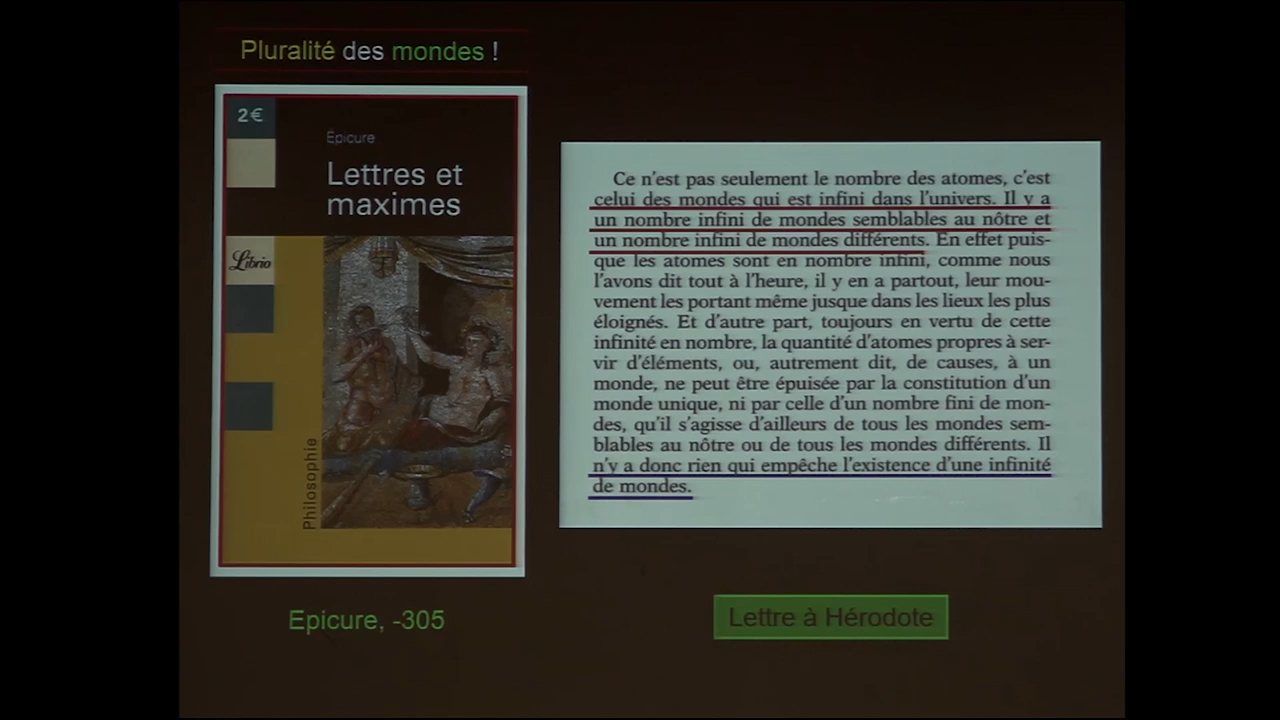 Pluralité des mondes !
2€
Épicure
Lettres et
maximes
Librio
Philosophie
Epicure, -305
Ce n'est pas seulement le nombre des atomes, c'est
celui des mondes qui est infini dans l'univers. Il y a
un nombre infini de mondes semblables au nôtre et
un nombre infini de mondes différents. En effet puis-
que les atomes sont en nombre infini, comme nous
l'avons dit tout à l'heure, il y en a partout, leur mou-
vement les portant même jusque dans les lieux les plus
éloignés. Et d'autre part, toujours en vertu de cette
infinité en nombre, la quantité d'atomes propres à ser-
vir d'éléments, ou, autrement dit, de causes, à un
monde, ne peut être épuisée par la constitution d'un
monde unique, ni par celle d'un nombre fini de mon-
des, qu'il s'agisse d'ailleurs de tous les mondes sem-
blables au nôtre ou de tous les mondes différents. Il
n'y a donc rien qui empêche l'existence d'une infinité
de mondes.
Lettre à Hérodote